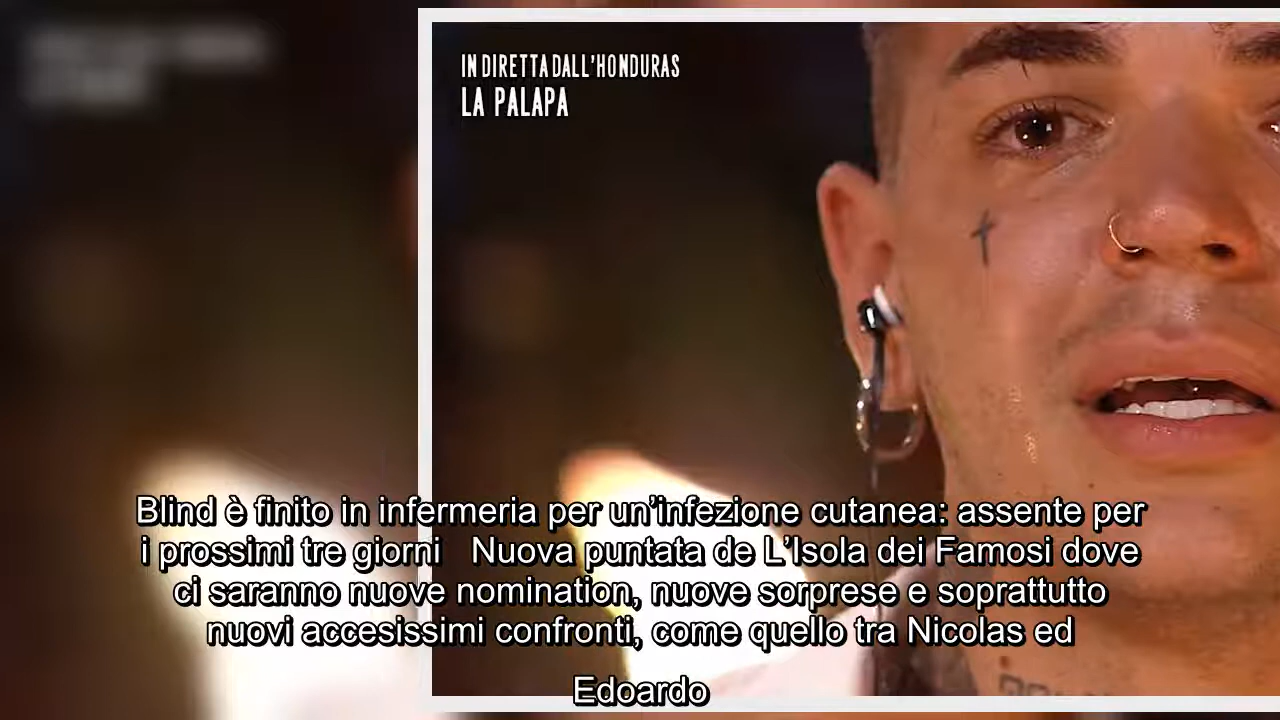 IN DIRETTA DALL'HONDURAS
LA PALAPA
Blind è finito in infermeria per un’infezione cutanea: assente per
i prossimi tre giorni   Nuova puntata de L’Isola dei Famosi dove
ci saranno nuove nomination, nuove sorprese e soprattutto
nuovi accesissimi confronti, come quello tra Nicolas ed
Edoardo